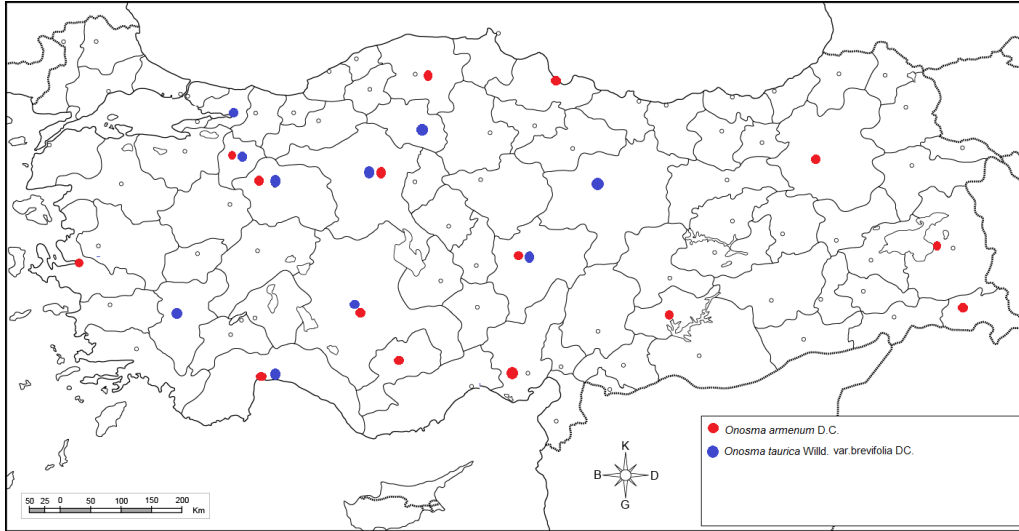 Onosma armenum D.C.
Onosma taurica Willd. var.brevifolia DC.
K
B D
G
50 25 0 50 100 150 200
Km